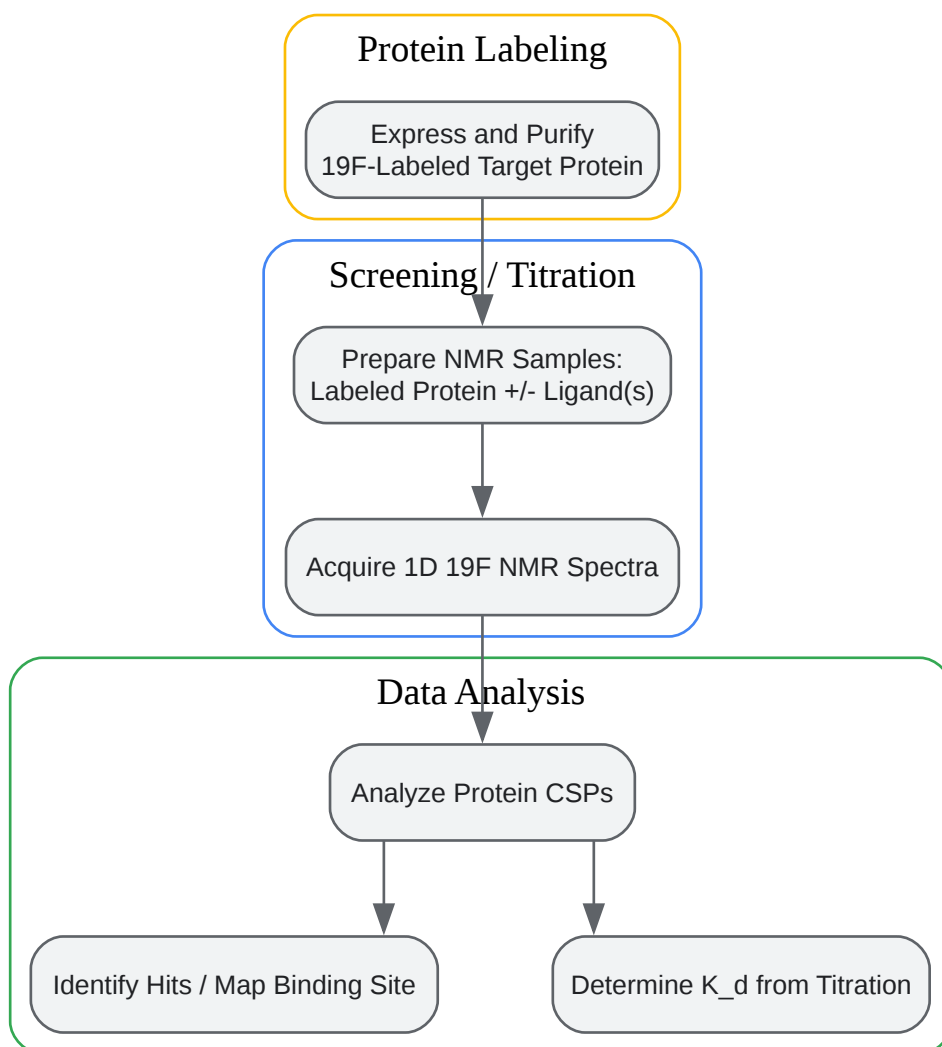 Protein Labeling
Express and Purify
19F-Labeled Target Protein
Screening / Titration
Prepare NMR Samples:
Labeled Protein +/- Ligand(s)
Acquire 1D 19F NMR Spectra
Data Analysis
Analyze Protein CSPs
Identify Hits / Map Binding Site
Determine K_d from Titration